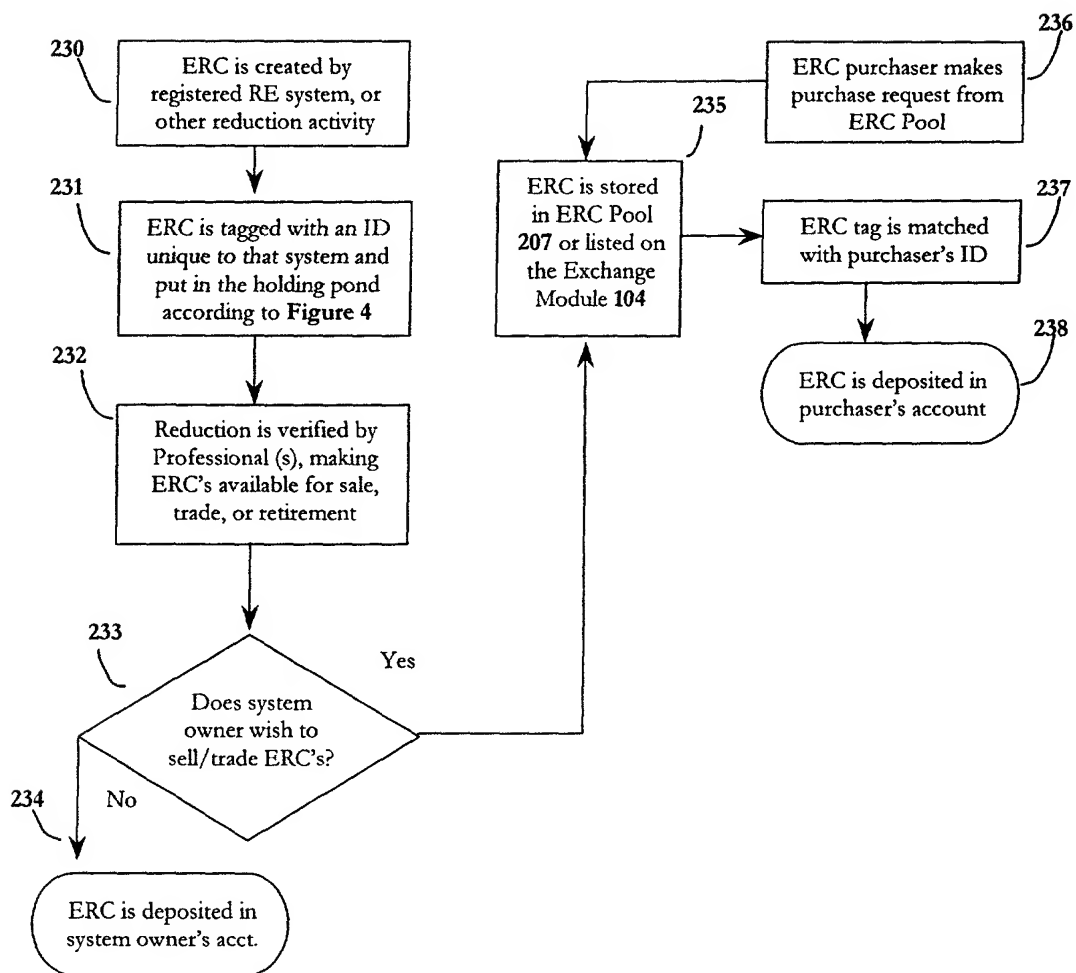 230
ERC is created by
registered RE system, or
other reduction activity
231
ERC is tagged with an ID
unique to that system and
put in the holding pond
according to Figure 4
232
Reduction is verified by
Professional (s), making
ERC's available for sale,
trade, or retirement
233
Does system
owner wish to
sell/trade ERC's?
Yes
No
234
ERC is deposited in
system owner's acct.
235
ERC is stored
in ERC Pool
207 or listed on
the Exchange
Module 104
236
ERC purchaser makes
purchase request from
ERC Pool
237
ERC tag is matched
with purchaser's ID
238
ERC is deposited in
purchaser's account